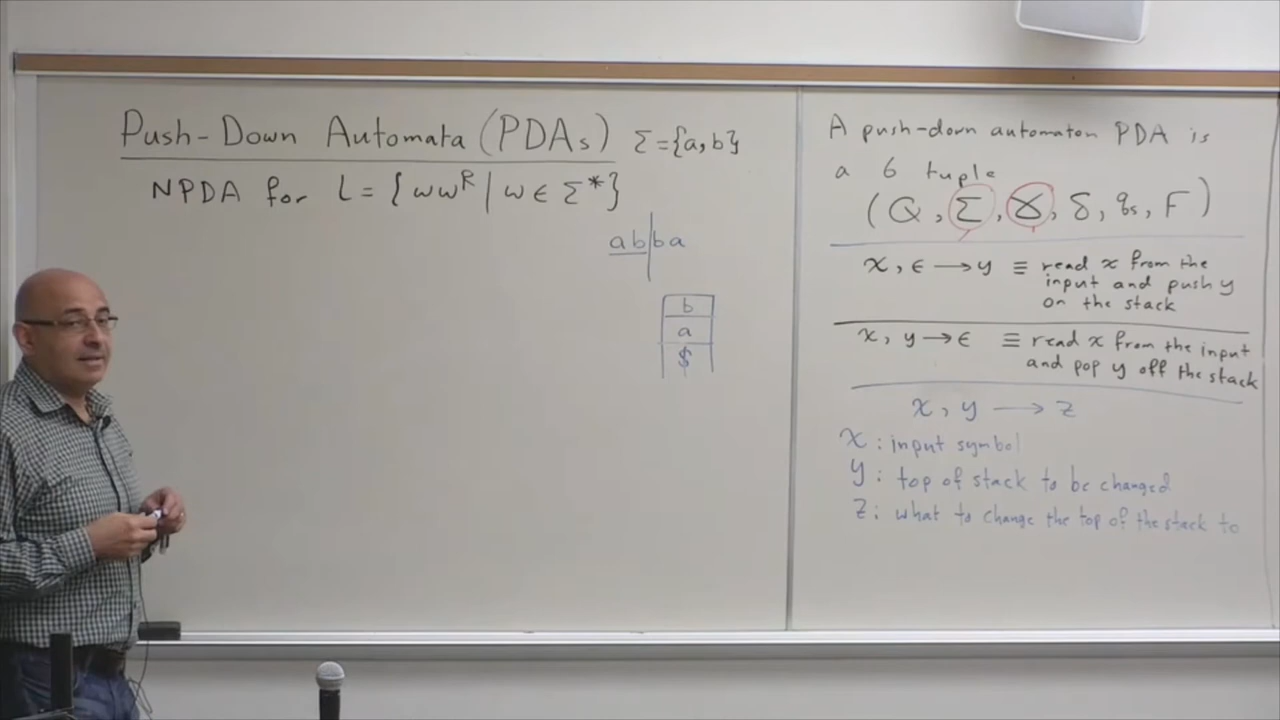 Push-Down Automata (PDAs) Σ={a,b}
NPDA for L = {ww^R | w ∈ Σ*}
ab|ba
b
a
$
A push-down automaton PDA is
a 6 tuple
(Q, Σ, Ɣ, δ, qs, F)
x, ε → y ≡ read x from the
input and push y
on the stack
x, y → ε ≡ read x from the input
and pop y off the stack
x, y → z
x : input symbol
y : top of stack to be changed
z : what to change the top of the stack to